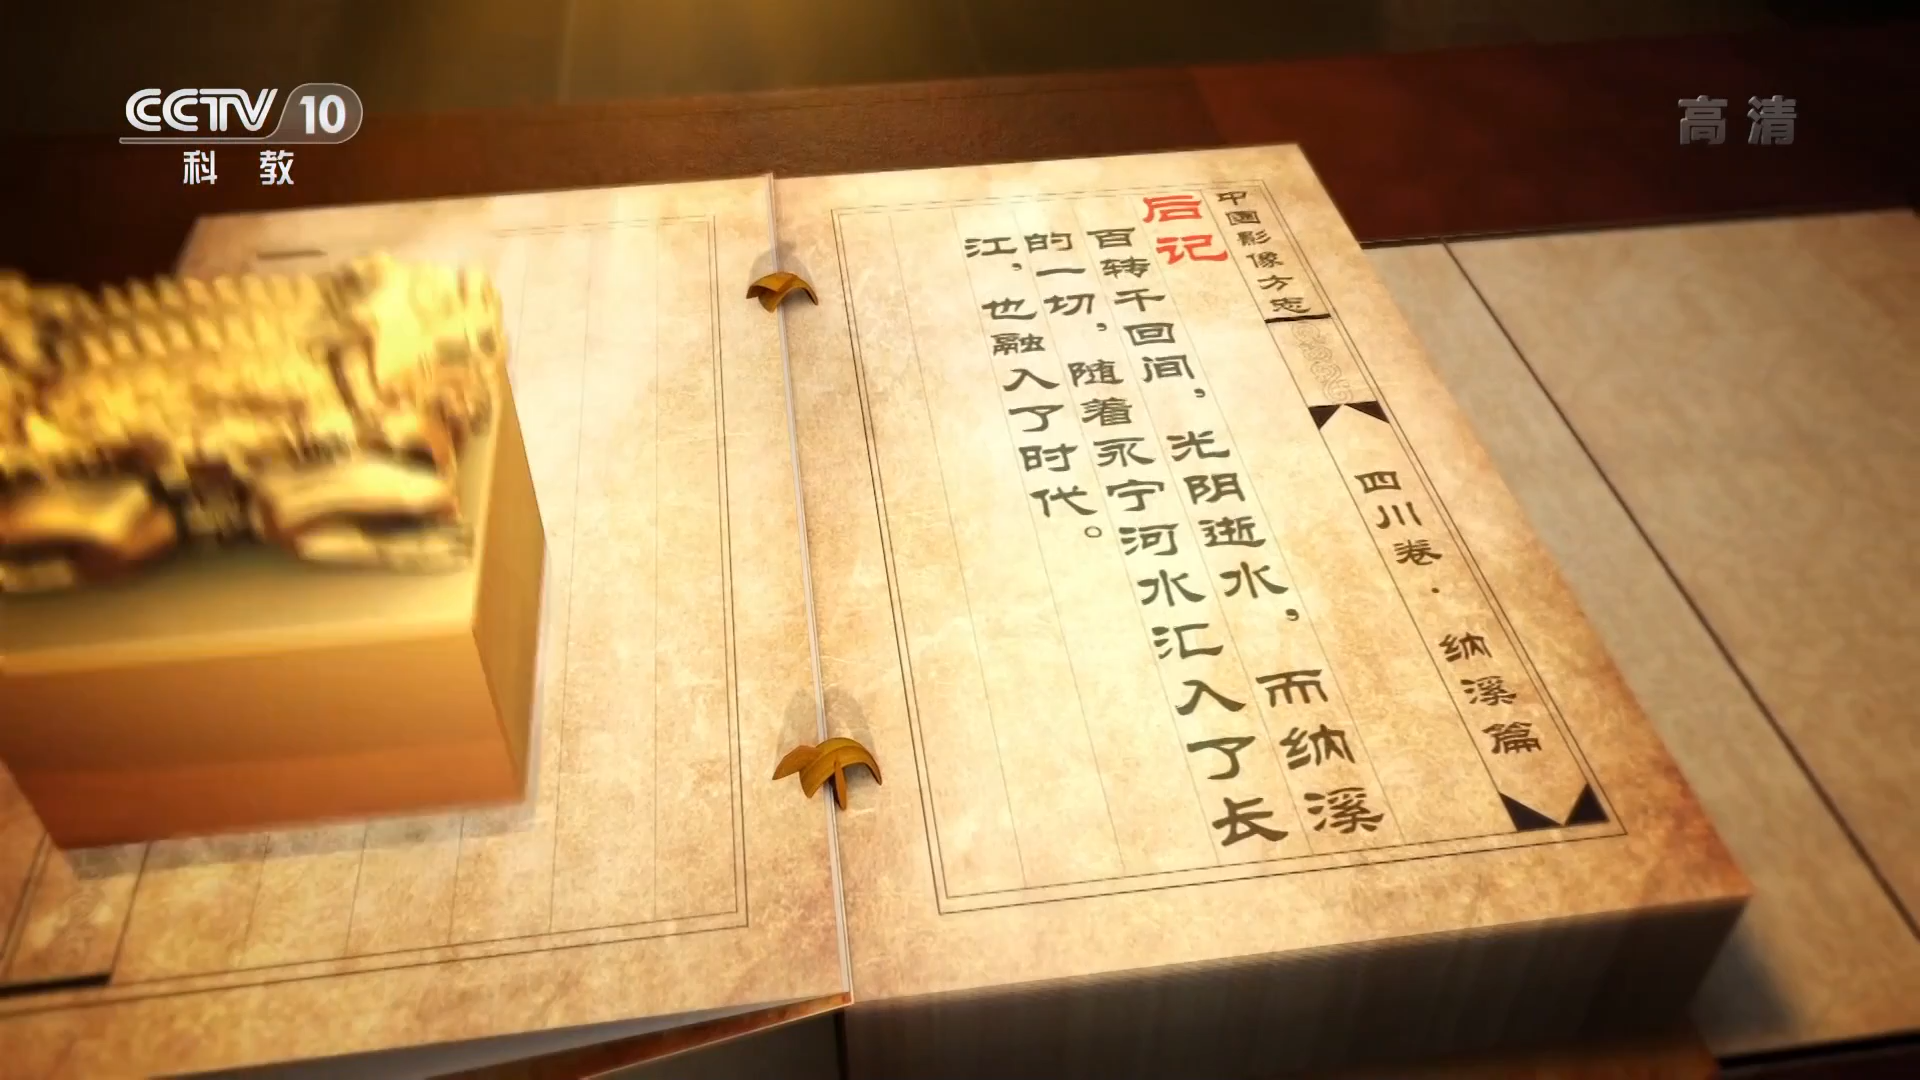 CCTV 10
科教
高清
中国影像方志
四川卷·纳溪篇
后记
百转千回间，光阴逝水，而纳溪
的一切，随着永宁河水汇入了长
江，也融入了时代。